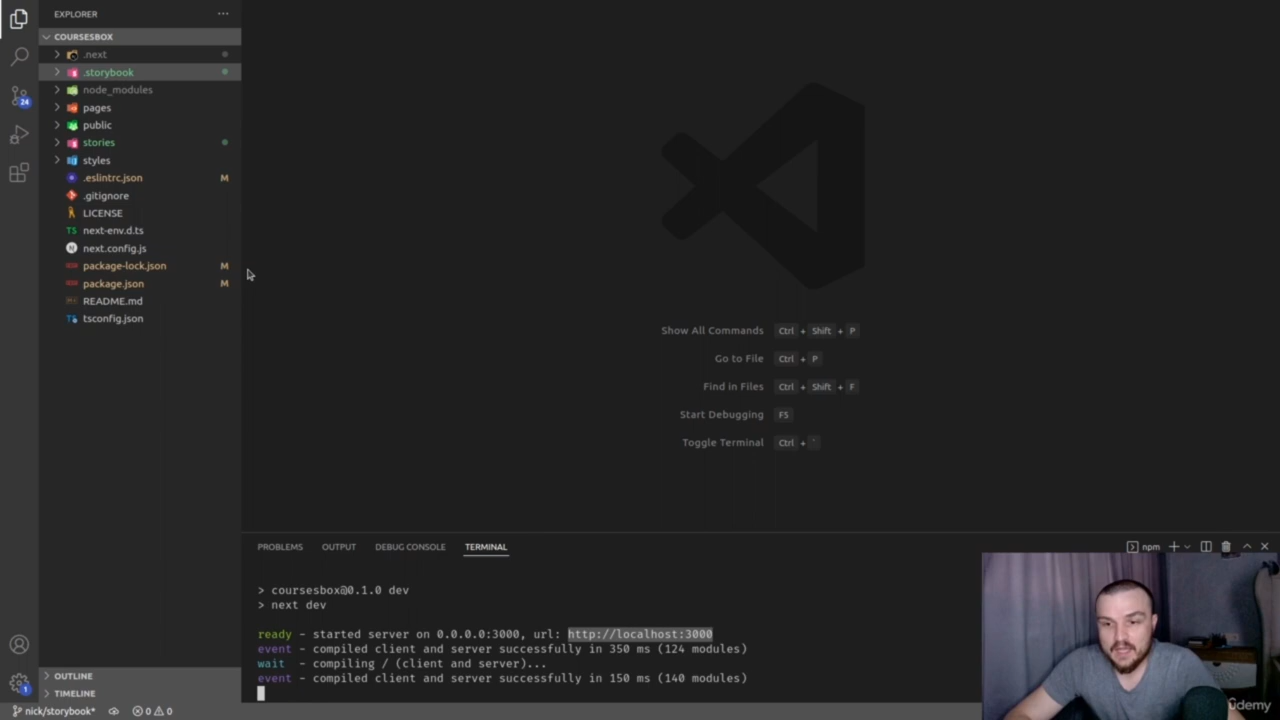 EXPLORER
COURSESBOX
.next
.storybook
node_modules
pages
public
stories
styles
.eslintrc.json M
.gitignore
LICENSE
TS next-env.d.ts
N next.config.js
package-lock.json M
package.json M
README.md
tsconfig.json
24
1
OUTLINE
TIMELINE
nick/storybook* 0 0
Show All Commands Ctrl + Shift + P
Go to File Ctrl + P
Find in Files Ctrl + Shift + F
Start Debugging F5
Toggle Terminal Ctrl + `
PROBLEMS OUTPUT DEBUG CONSOLE TERMINAL npm
> coursesbox@0.1.0 dev
> next dev
ready - started server on 0.0.0.0:3000, url: http://localhost:3000
event - compiled client and server successfully in 350 ms (124 modules)
wait - compiling / (client and server)...
event - compiled client and server successfully in 150 ms (140 modules)
ûdemy